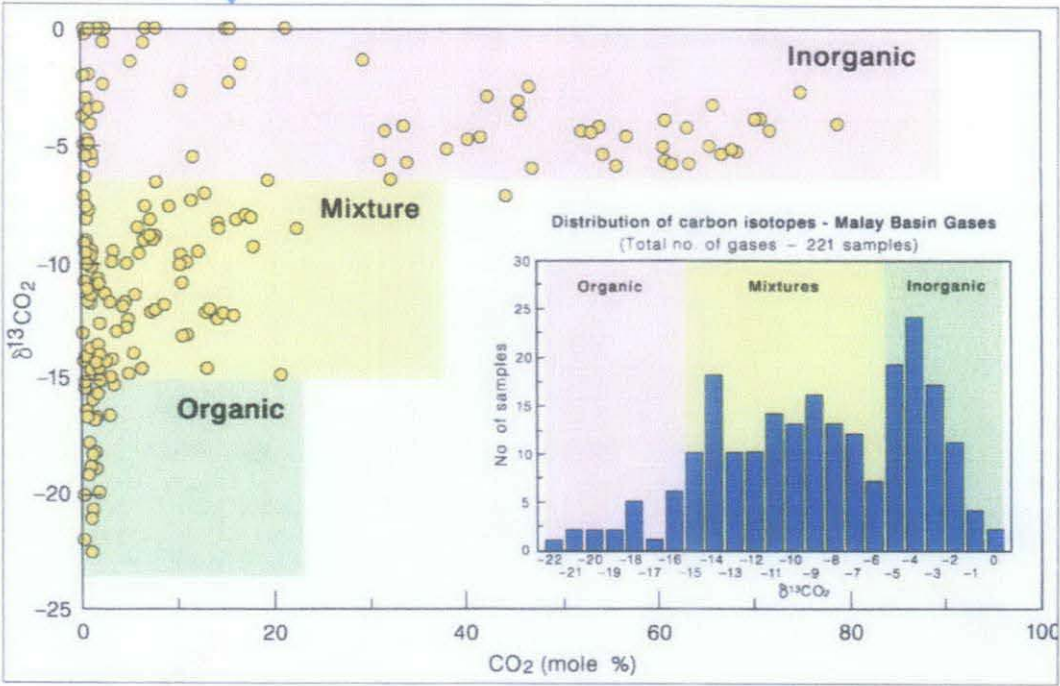 0
Inorganic
−5
Mixture
Distribution of carbon isotopes - Malay Basin Gases
(Total no. of gases – 221 samples)
30
Organic
Mixtures
Inorganic
25
−10
20
No of samples
δ13CO2
15
−15
Organic
10
5
−20
0
−22 −20 −18 −16 −14 −12 −10 −8 −6 −4 −2 0
−21 −19 −17 −15 −13 −11 −9 −7 −5 −3 −1
δ13CO2
−25
0 20 40 60 80 100
CO2 (mole %)